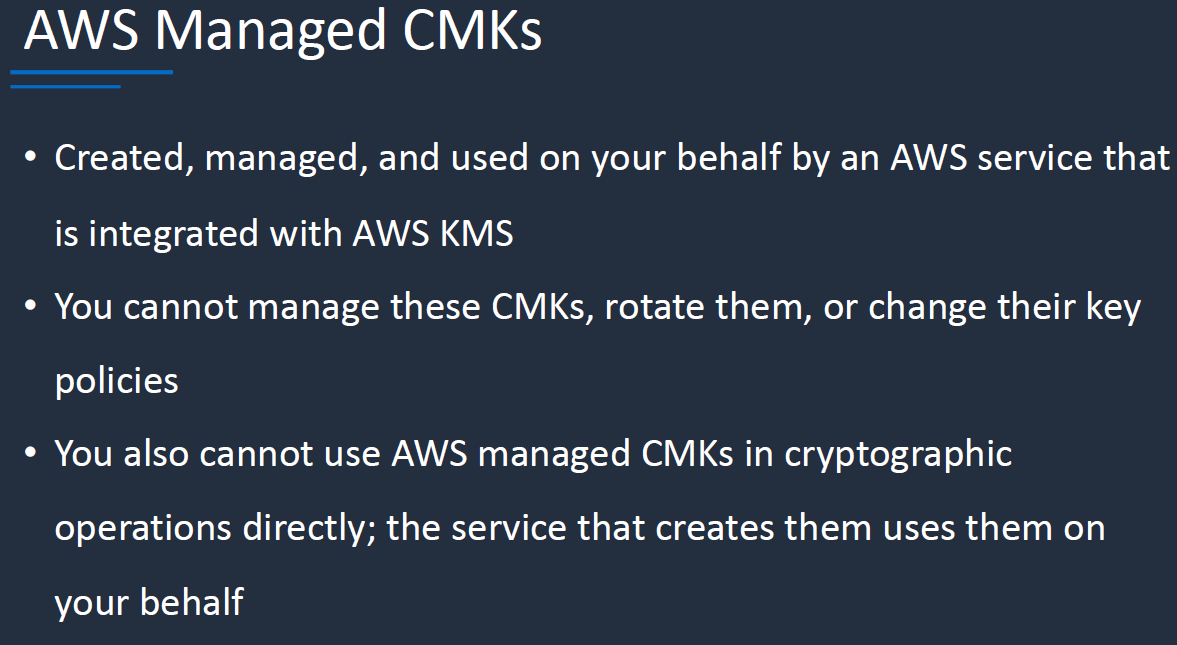 AWS Managed CMKs
• Created, managed, and used on your behalf by an AWS service that
is integrated with AWS KMS
• You cannot manage these CMKs, rotate them, or change their key
policies
• You also cannot use AWS managed CMKs in cryptographic
operations directly; the service that creates them uses them on
your behalf